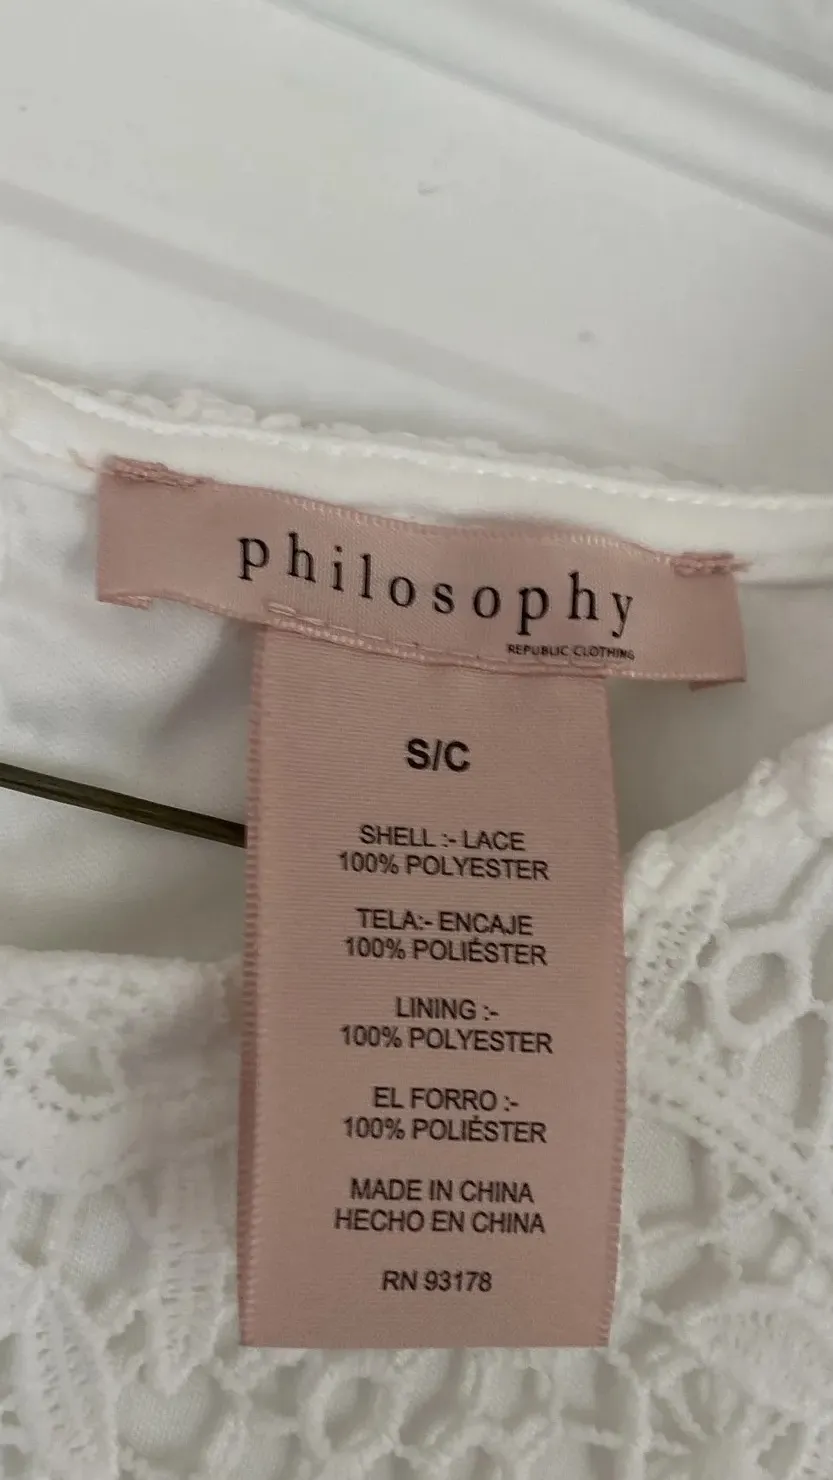 philosophy
REPUBLIC CLOTHING
S/C
SHELL :- LACE
100% POLYESTER
TELA:- ENCAJE
100% POLIÉSTER
LINING :-
100% POLYESTER
EL FORRO :-
100% POLIÉSTER
MADE IN CHINA
HECHO EN CHINA
RN 93178